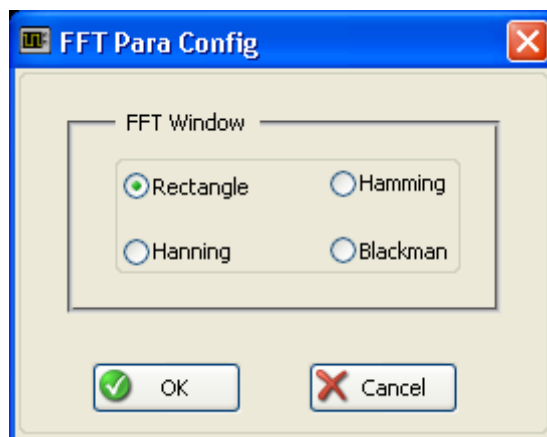 FFT Para Config
FFT Window
Rectangle
Hamming
Hanning
Blackman
OK
Cancel